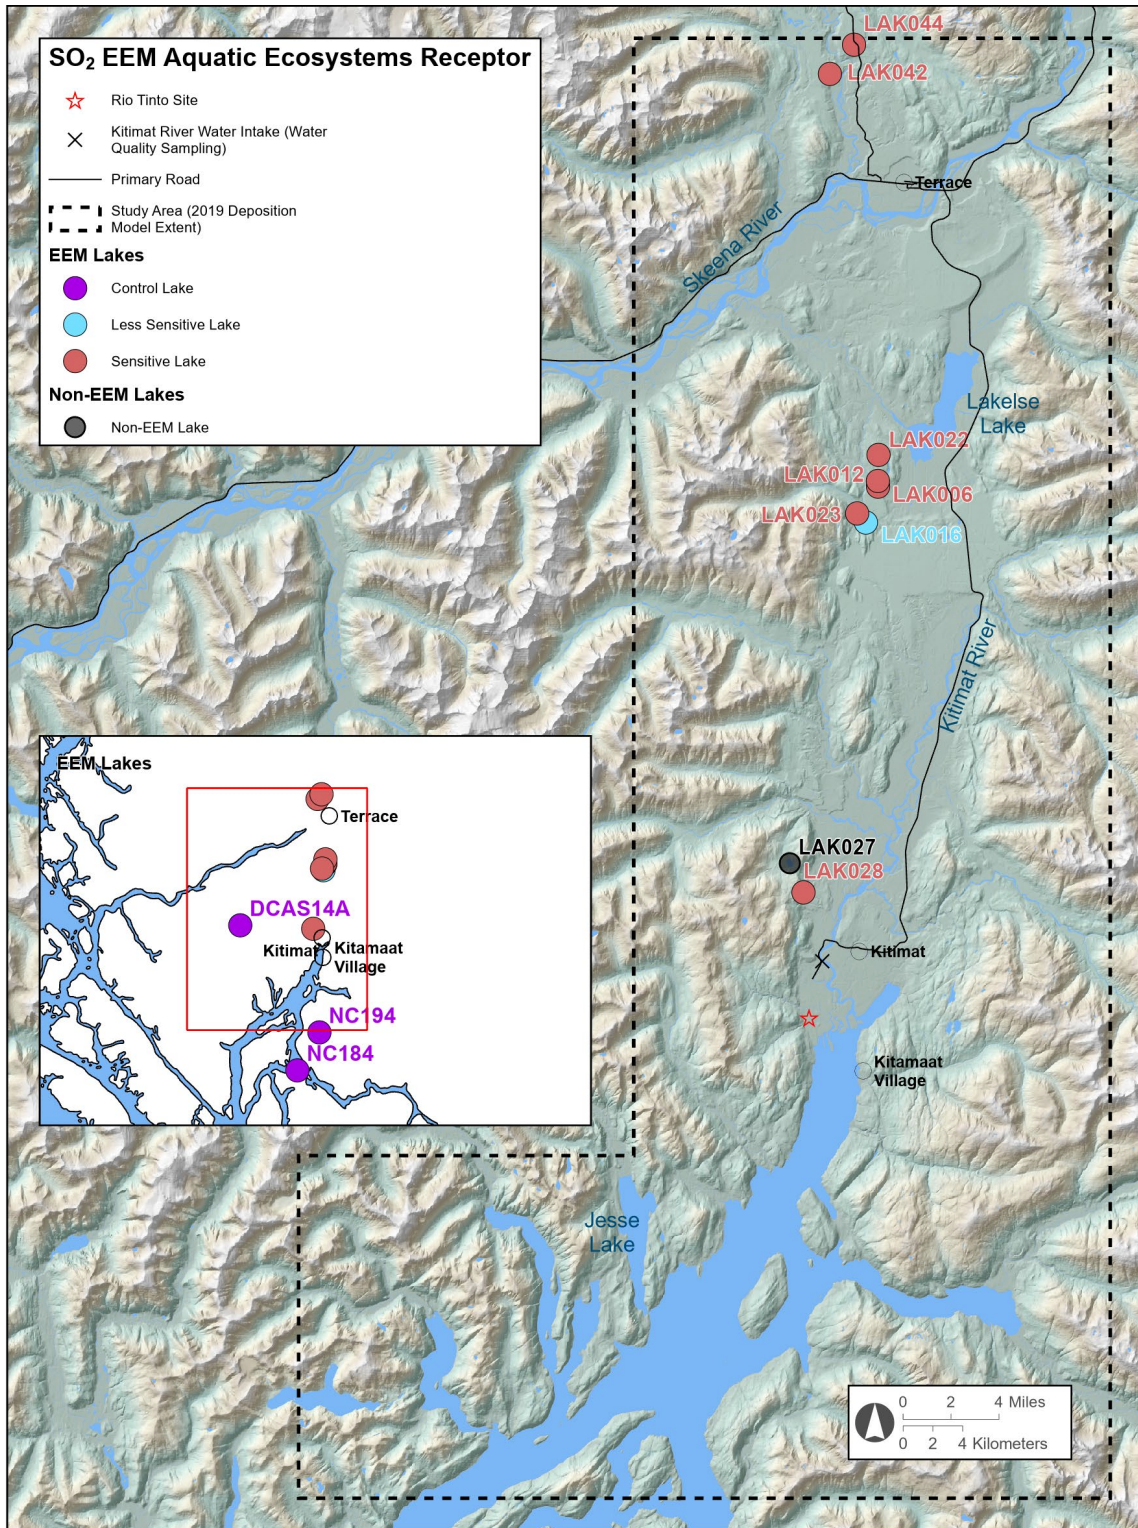 SO₂ EEM Aquatic Ecosystems Receptor
Rio Tinto Site
Kitimat River Water Intake (Water
Quality Sampling)
Primary Road
Study Area (2019 Deposition
Model Extent)
EEM Lakes
Control Lake
Less Sensitive Lake
Sensitive Lake
Non-EEM Lakes
Non-EEM Lake
LAK044
LAK042
Terrace
Skeena River
Lakelse
Lake
LAK022
LAK012
LAK006
LAK023
LAK016
Kitimat River
LAK027
LAK028
Kitimat
Kitamaat
Village
Jesse
Lake
EEM Lakes
Terrace
DCAS14A
Kitimat
Kitamaat
Village
NC194
NC184
0 2 4 Miles
0 2 4 Kilometers